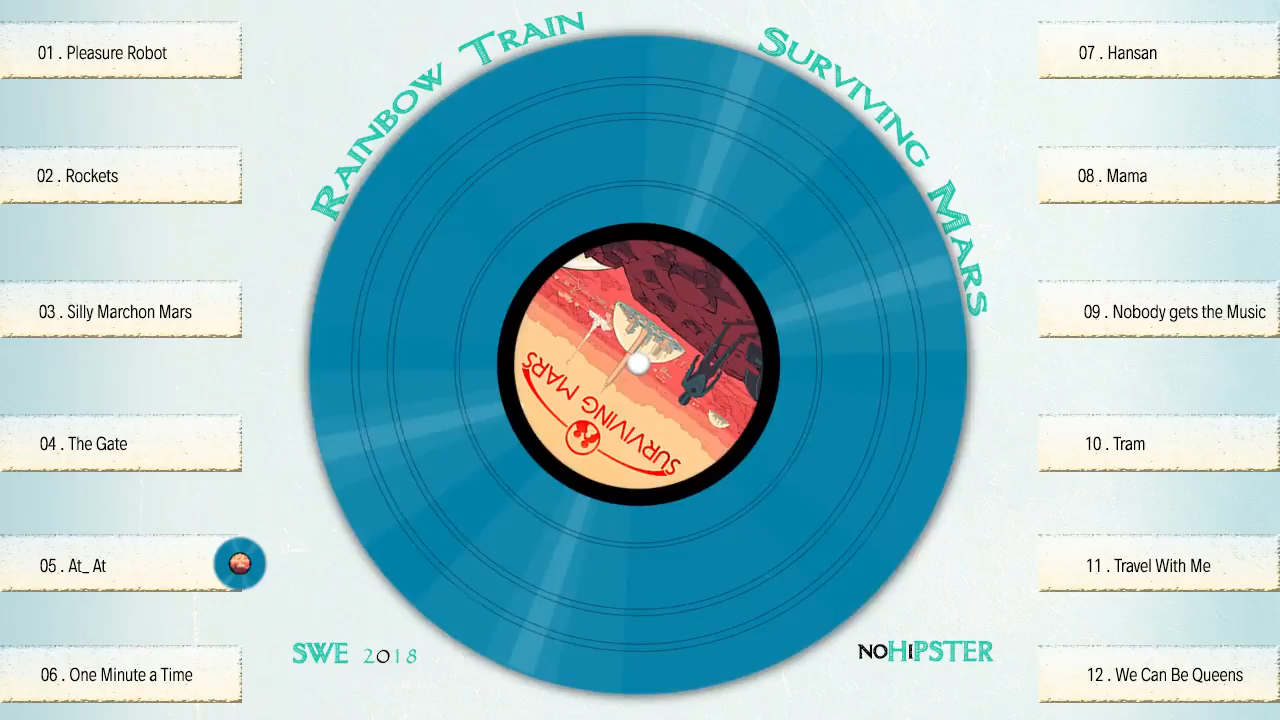 RAINBOW TRAIN
SURVIVING MARS
01 . Pleasure Robot
02 . Rockets
03 . Silly Marchon Mars
04 . The Gate
05 . At_ At
06 . One Minute a Time
SURVIVING MARS
07 . Hansan
08 . Mama
09 . Nobody gets the Music
10 . Tram
11 . Travel With Me
12 . We Can Be Queens
SWE 2018
NOHiPSTER